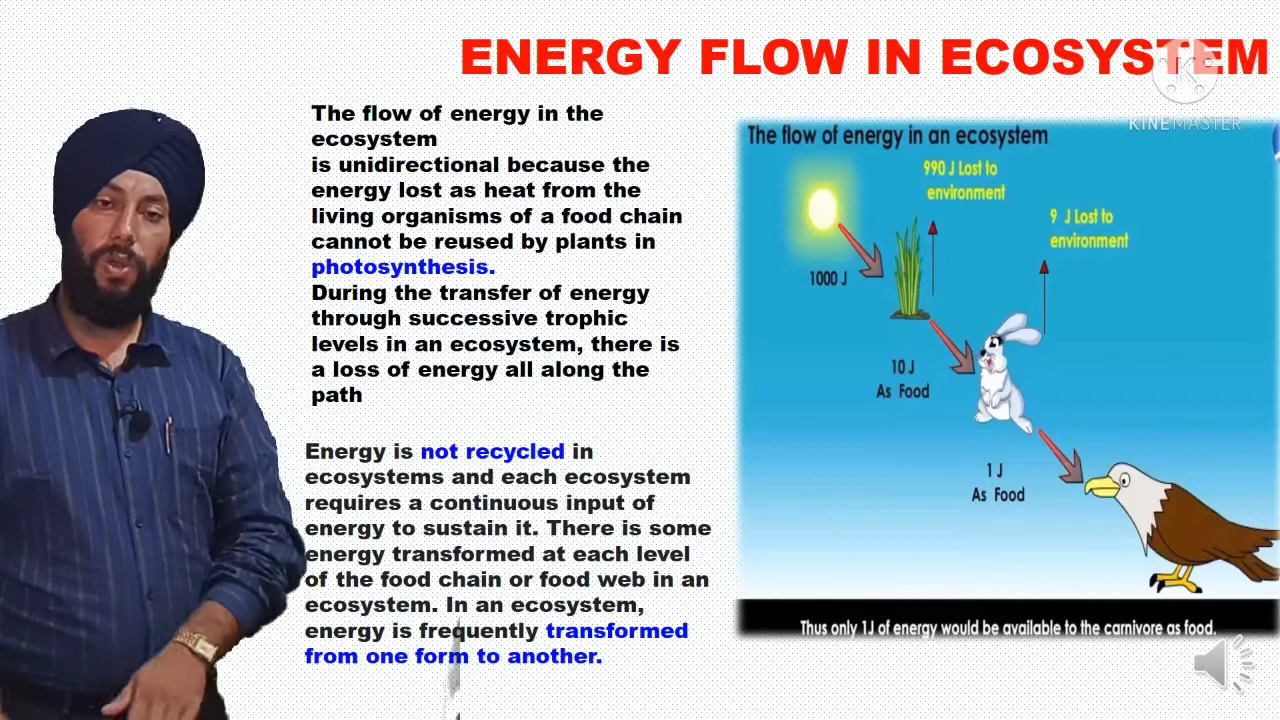 ENERGY FLOW IN ECOSYSTEM
KINEMASTER
The flow of energy in the
ecosystem
is unidirectional because the
energy lost as heat from the
living organisms of a food chain
cannot be reused by plants in
photosynthesis.
During the transfer of energy
through successive trophic
levels in an ecosystem, there is
a loss of energy all along the
path
Energy is not recycled in
ecosystems and each ecosystem
requires a continuous input of
energy to sustain it. There is some
energy transformed at each level
of the food chain or food web in an
ecosystem. In an ecosystem,
energy is frequently transformed
from one form to another.
The flow of energy in an ecosystem
990 J Lost to
environment
9 J Lost to
environment
1000 J
10 J
As Food
1 J
As Food
Thus only 1J of energy would be available to the carnivore as food.